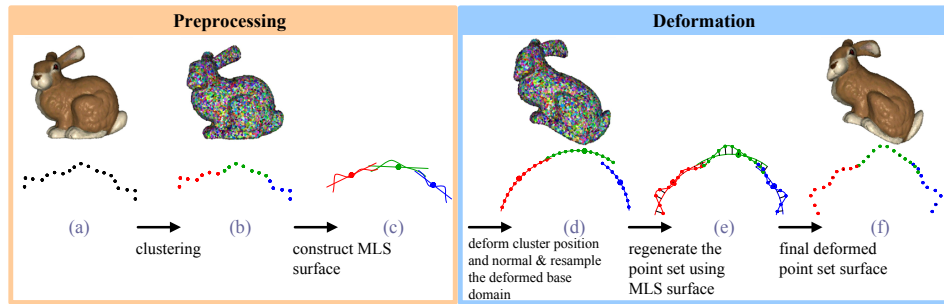 Preprocessing
Deformation
(a)
(b)
(c)
(d)
(e)
(f)
clustering
construct MLS
surface
deform cluster position
and normal & resample
the deformed base
domain
regenerate the
point set using
MLS surface
final deformed
point set surface